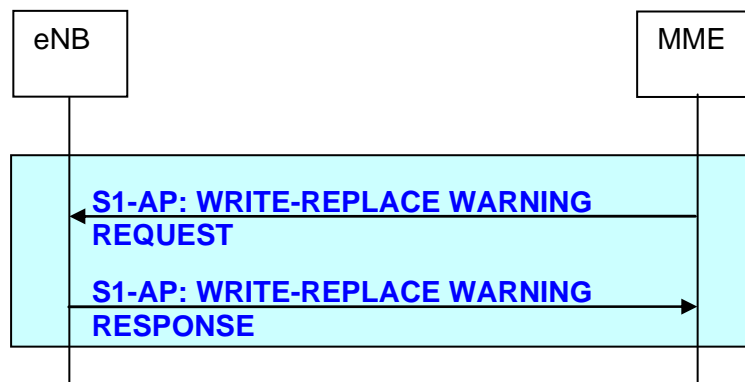 eNB
MME
S1-AP: WRITE-REPLACE WARNING
REQUEST
S1-AP: WRITE-REPLACE WARNING
RESPONSE